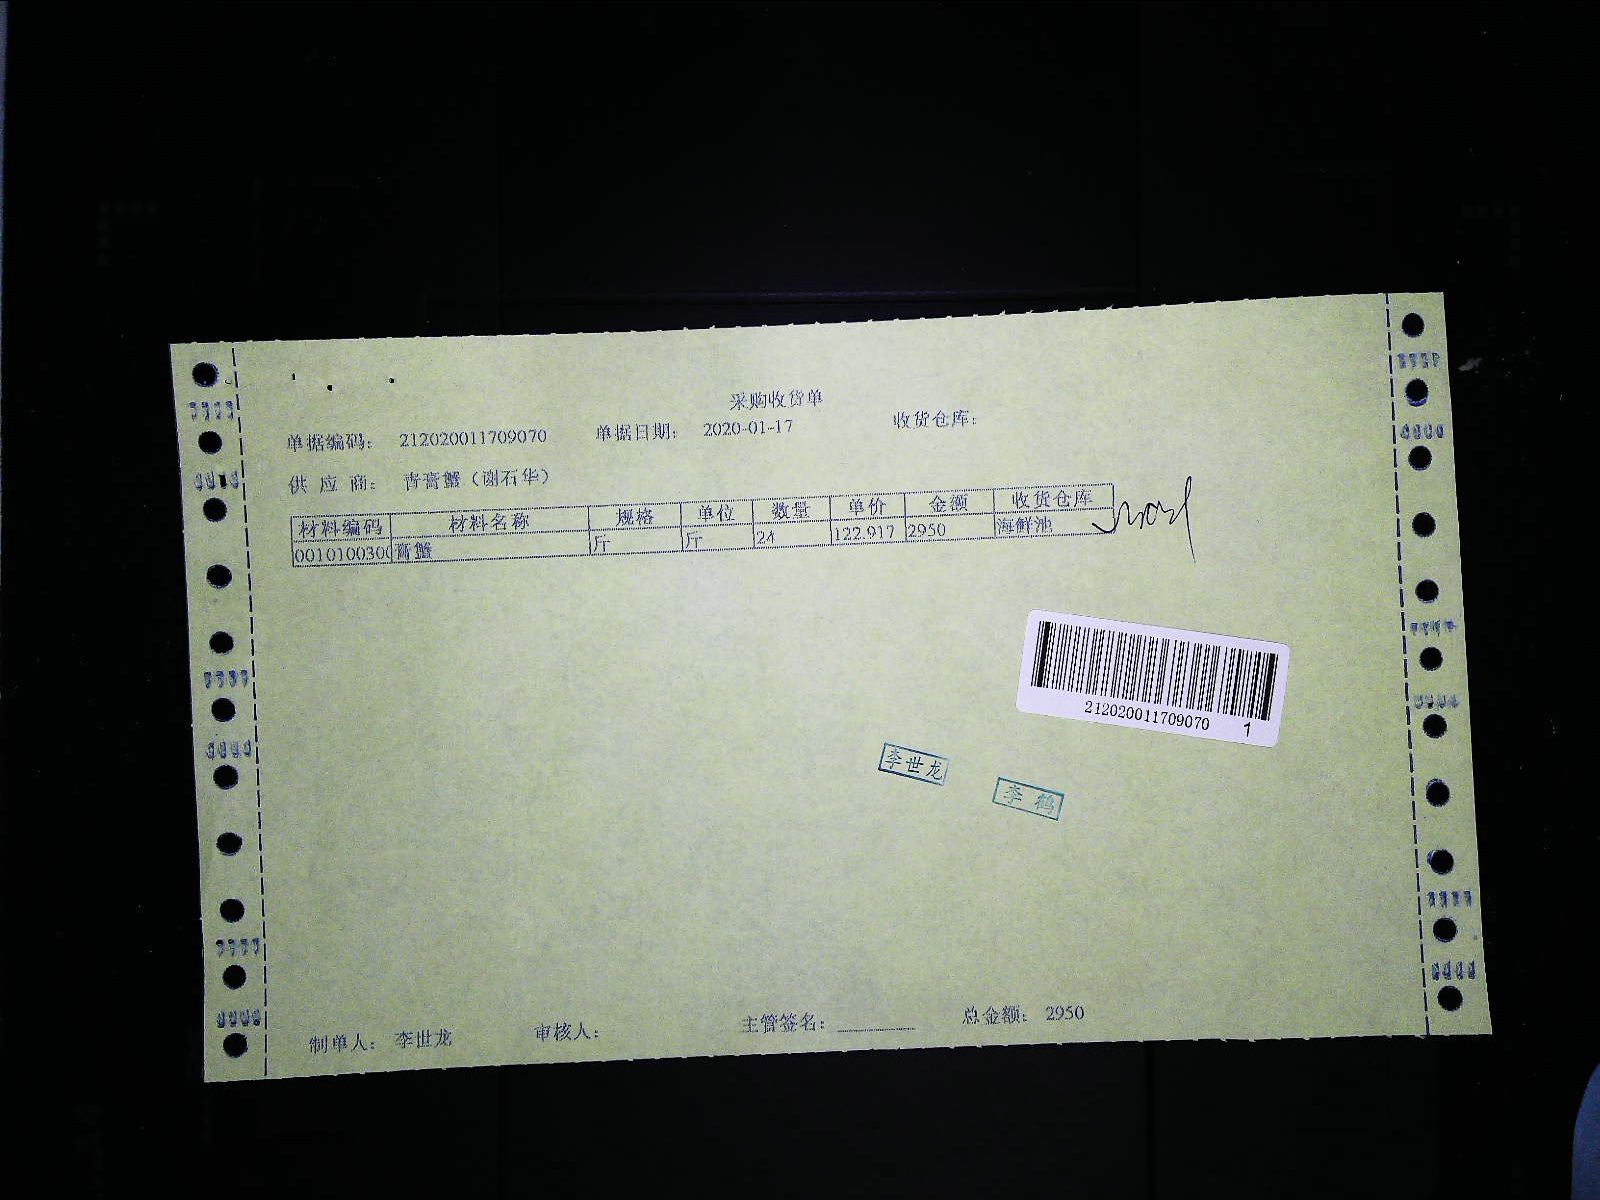 采购收货单
单据编码: 212020011709070 单据日期: 2020-01-17 收货仓库:
供应商: 青膏蟹（谢石华）
材料编码 材料名称 规格 单位 数量 单价 金额 收货仓库
0010100300 膏蟹 斤 斤 24 122.917 2950 海鲜池
212020011709070 1
李世龙
李鹤
制单人: 李世龙 审核人: 主管签名: ______ 总金额: 2950